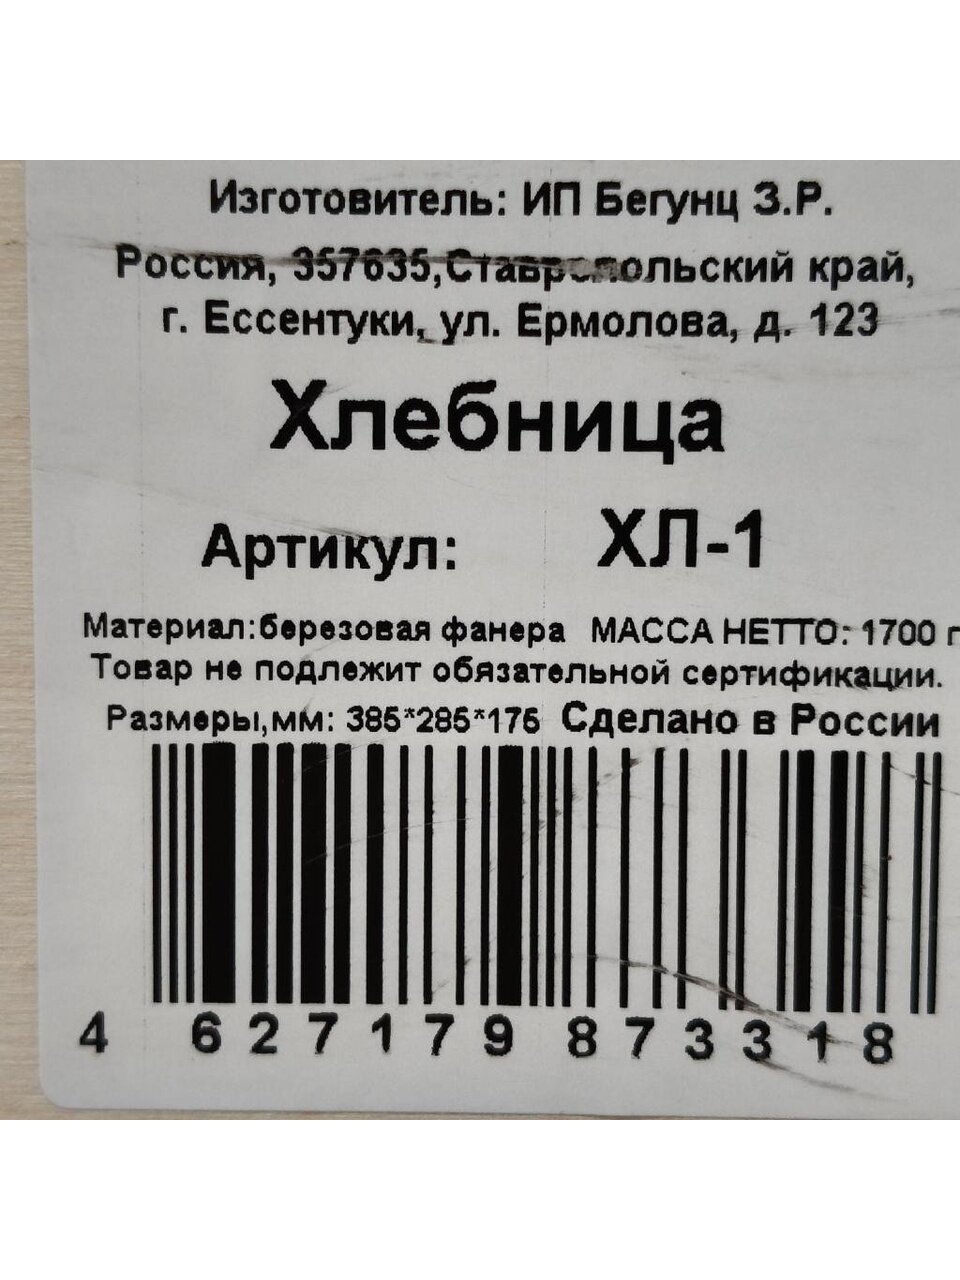 Изготовитель: ИП Бегунц З.Р.
Россия, 357635,Ставропольский край,
г. Ессентуки, ул. Ермолова, д. 123
Хлебница
Артикул: ХЛ-1
Материал:березовая фанера МАССА НЕТТО: 1700 г
Товар не подлежит обязательной сертификации.
Размеры,мм: 385*285*175 Сделано в России
4 627179 873318